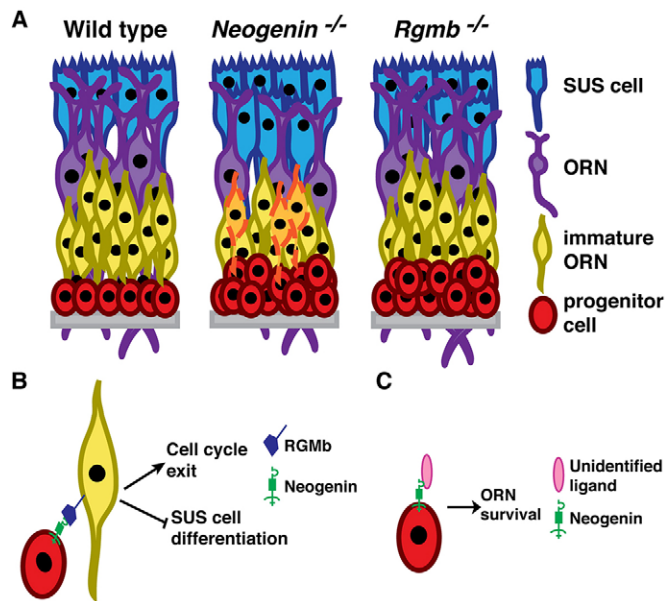 A
Wild type
Neogenin -/-
Rgmb -/-
SUS cell
ORN
immature
ORN
progenitor
cell
B
Cell cycle
exit
SUS cell
differentiation
RGMb
Neogenin
C
ORN
survival
Unidentified
ligand
Neogenin